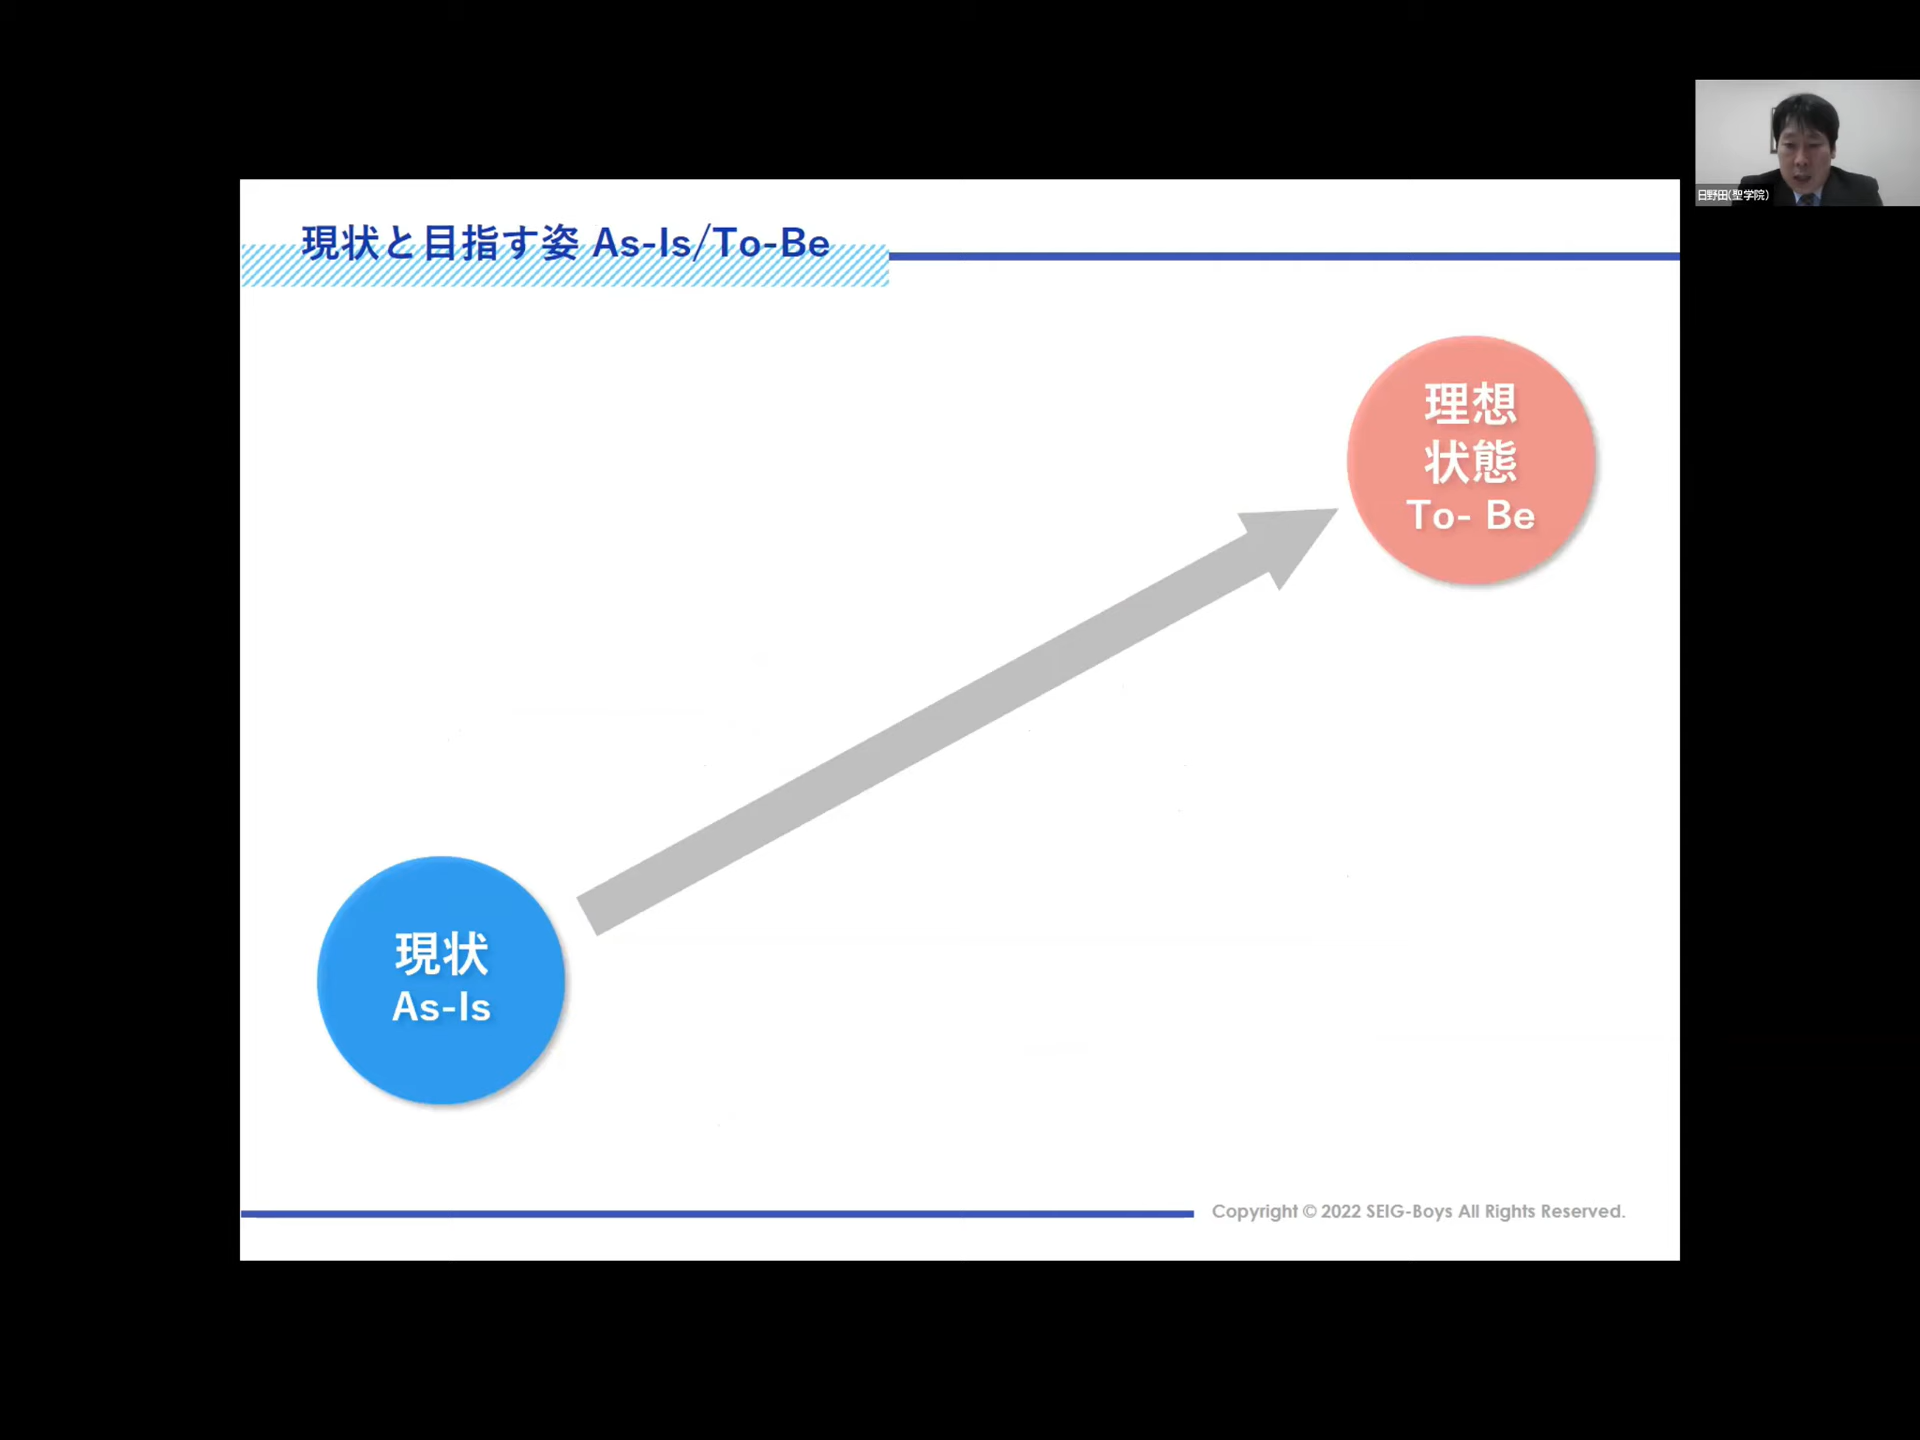 現状と目指す姿 As-Is/To-Be
日野田(聖学院)
理想
状態
To- Be
現状
As-Is
Copyright © 2022 SEIG-Boys All Rights Reserved.